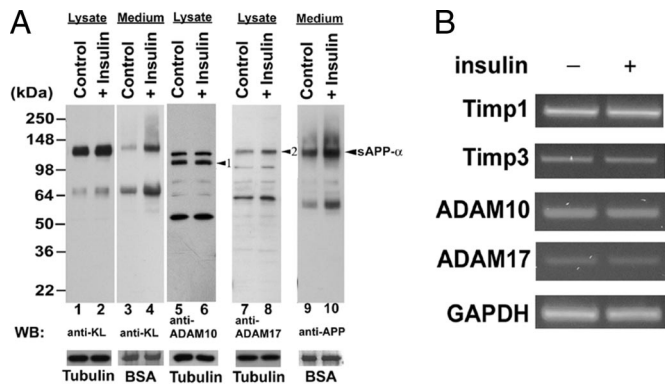 A
Lysate Medium Lysate Lysate Medium
Control + Insulin Control + Insulin Control + Insulin Control + Insulin Control + Insulin
(kDa)
250
148
98
64
50
36
22
1
2
sAPP-α
1 2 3 4 5 6 7 8 9 10
WB: anti-KL anti-KL anti-ADAM10 anti-ADAM17 anti-APP
Tubulin BSA Tubulin Tubulin BSA
B
insulin − +
Timp1
Timp3
ADAM10
ADAM17
GAPDH